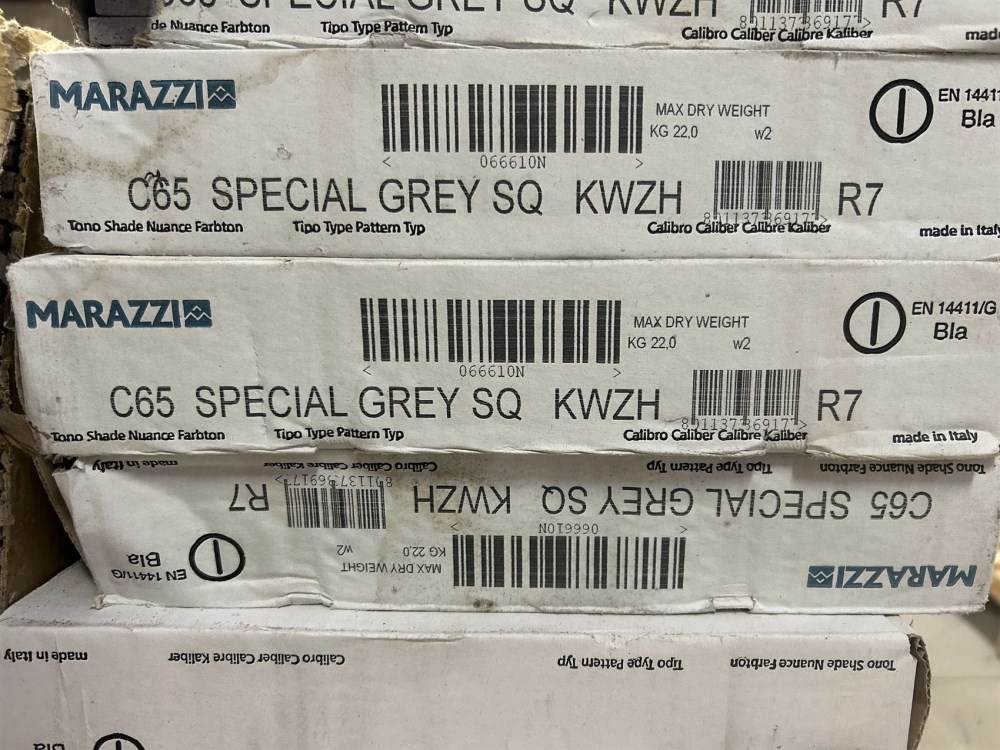 SPECIAL GREY SQ KWZH R7
de Nuance Farbton Tipo Type Pattern Typ Calibro Caliber Calibre Kaliber
MARAZZI
MAX DRY WEIGHT
KG 22,0 w2
EN 14411
BIa
< 066610N >
C65 SPECIAL GREY SQ KWZH R7
Tono Shade Nuance Farbton Tipo Type Pattern Typ Calibro Caliber Calibre Kaliber made in Italy
MARAZZI
MAX DRY WEIGHT
KG 22,0 w2
EN 14411/G
BIa
< 066610N >
C65 SPECIAL GREY SQ KWZH R7
Tono Shade Nuance Farbton Tipo Type Pattern Typ Calibro Caliber Calibre Kaliber made in Italy
MARAZZI
MAX DRY WEIGHT
KG 22,0 w2
EN 14411/G
BIa
< 066610N >
C65 SPECIAL GREY SQ KWZH R7
Tono Shade Nuance Farbton Tipo Type Pattern Typ Calibro Caliber Calibre Kaliber made in Italy
BIa
Tono Shade Nuance Farbton Tipo Type Pattern Typ Calibro Caliber Calibre Kaliber made in Italy